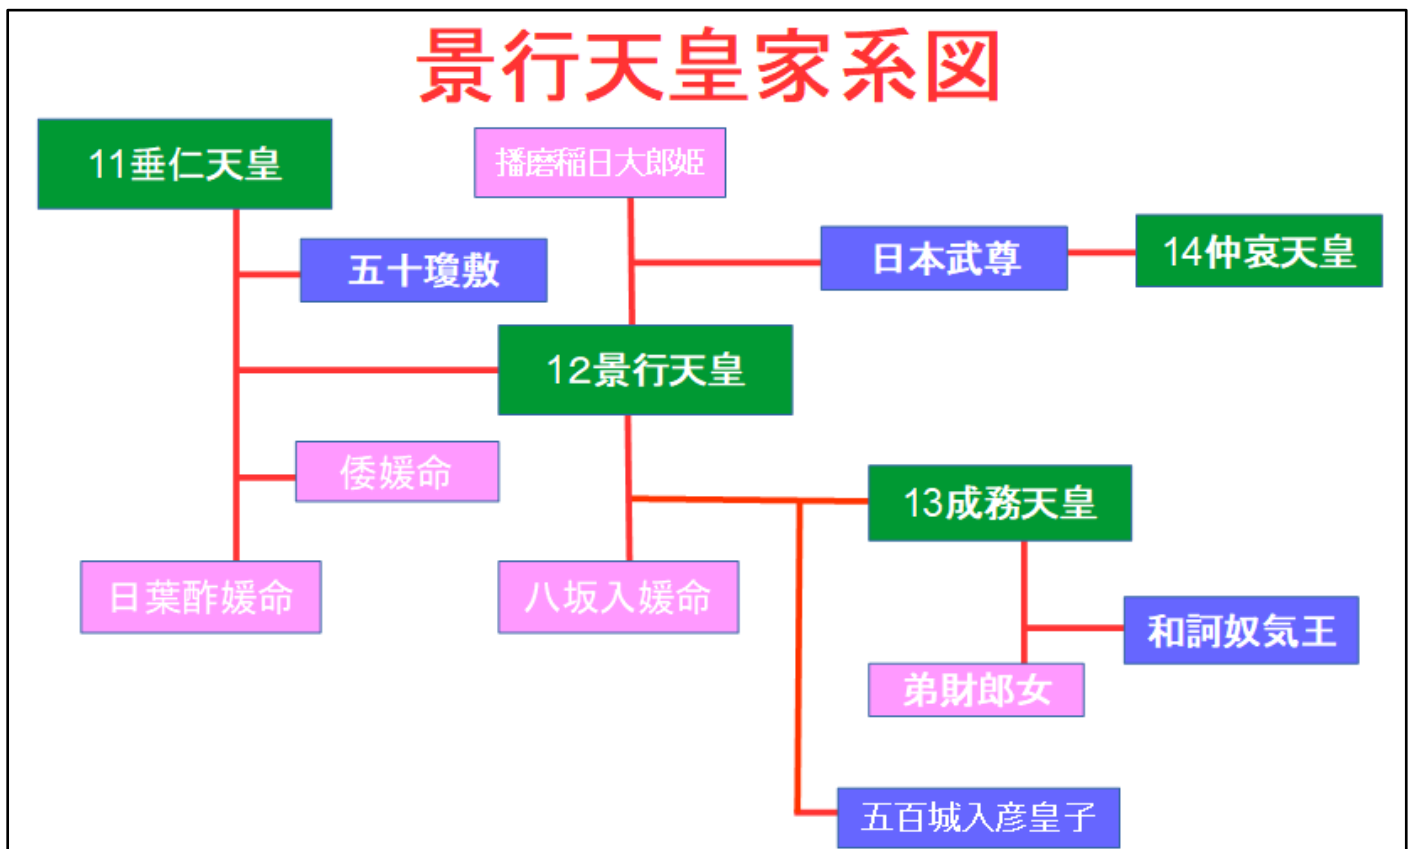 景行天皇家系図
11垂仁天皇
播磨稲日大郎姫
五十瓊敷
日本武尊
14仲哀天皇
12景行天皇
倭媛命
13成務天皇
日葉酢媛命
八坂入媛命
和訶奴気王
弟財郎女
五百城入彦皇子